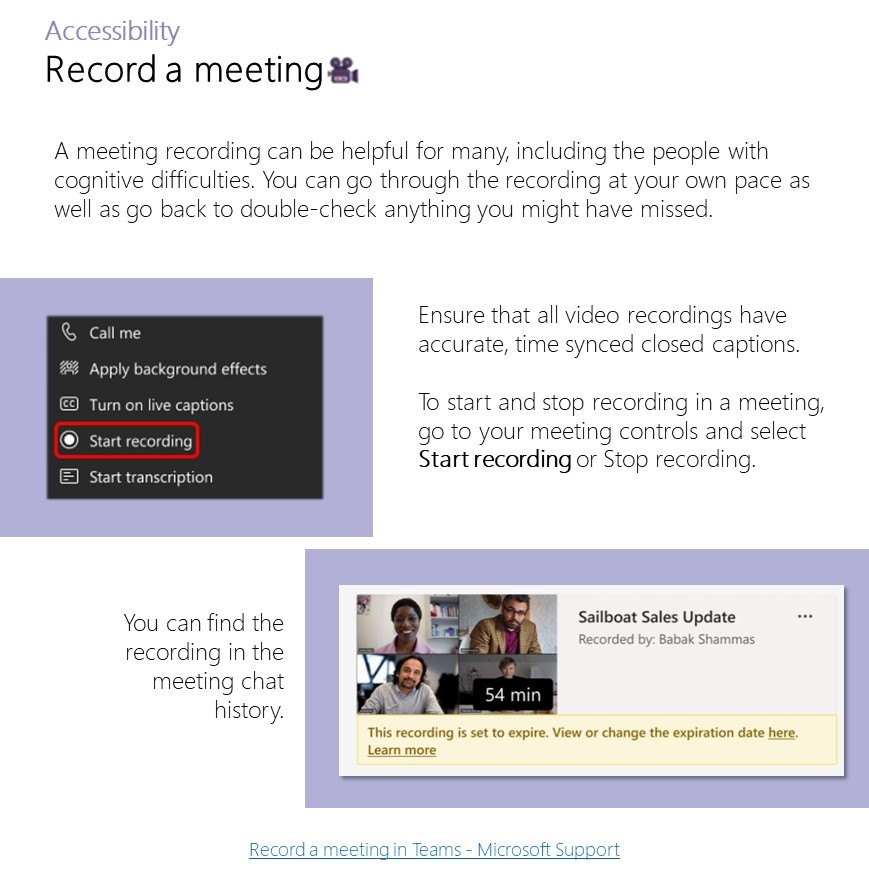 Accessibility
Record a meeting
A meeting recording can be helpful for many, including the people with
cognitive difficulties. You can go through the recording at your own pace as
well as go back to double-check anything you might have missed.
Call me
Apply background effects
CC Turn on live captions
Start recording
Start transcription
Ensure that all video recordings have
accurate, time synced closed captions.
To start and stop recording in a meeting,
go to your meeting controls and select
Start recording or Stop recording.
You can find the
recording in the
meeting chat
history.
54 min
Sailboat Sales Update
Recorded by: Babak Shammas
This recording is set to expire. View or change the expiration date here.
Learn more
Record a meeting in Teams - Microsoft Support